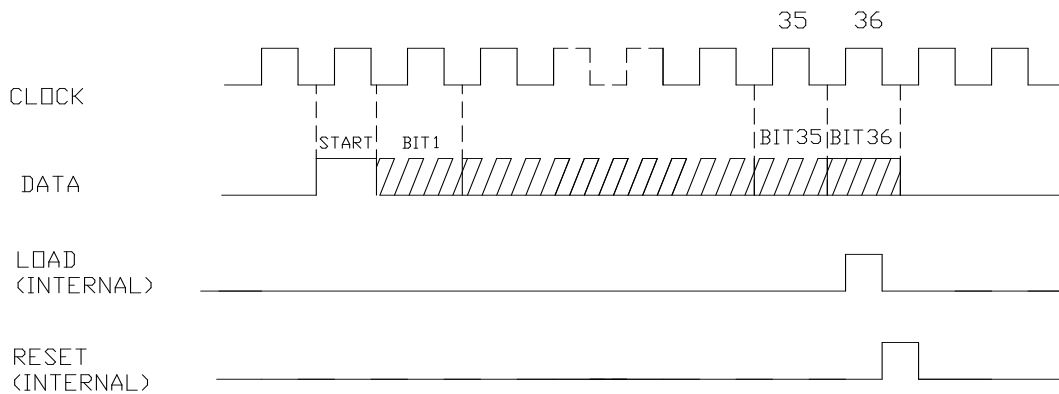 35 36
CLOCK
START BIT1 BIT35 BIT36
DATA
LOAD
(INTERNAL)
RESET
(INTERNAL)